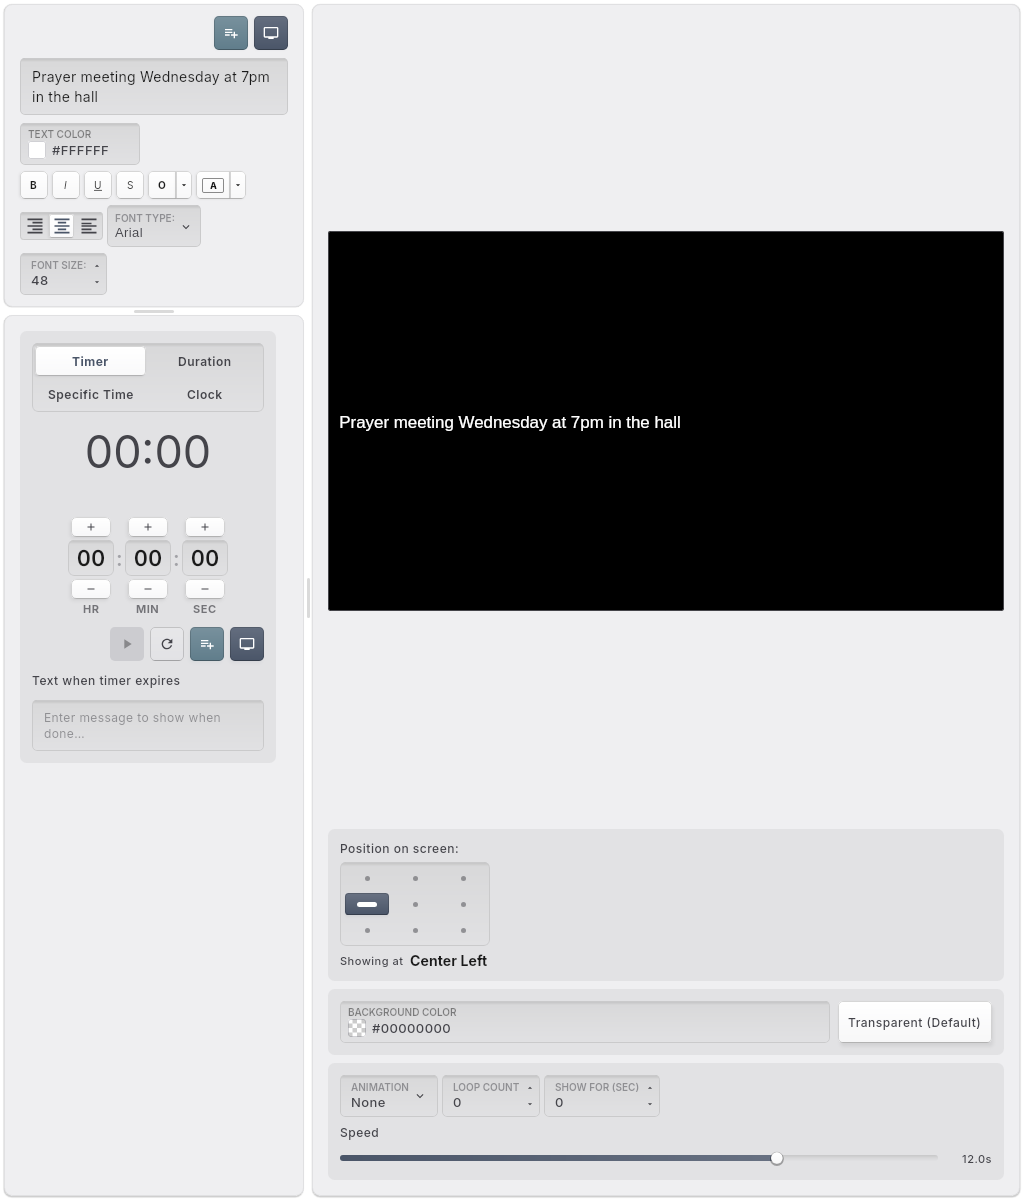 Prayer meeting Wednesday at 7pm
in the hall
TEXT COLOR
#FFFFFF
B I U S O A
FONT TYPE:
Arial
FONT SIZE:
48
Timer Duration
Specific Time Clock
00:00
+ + +
00 : 00 : 00
− − −
HR MIN SEC
Text when timer expires
Enter message to show when
done...
Prayer meeting Wednesday at 7pm in the hall
Position on screen:
Showing at Center Left
BACKGROUND COLOR
#00000000
Transparent (Default)
ANIMATION LOOP COUNT SHOW FOR (SEC)
None 0 0
Speed
12.0s